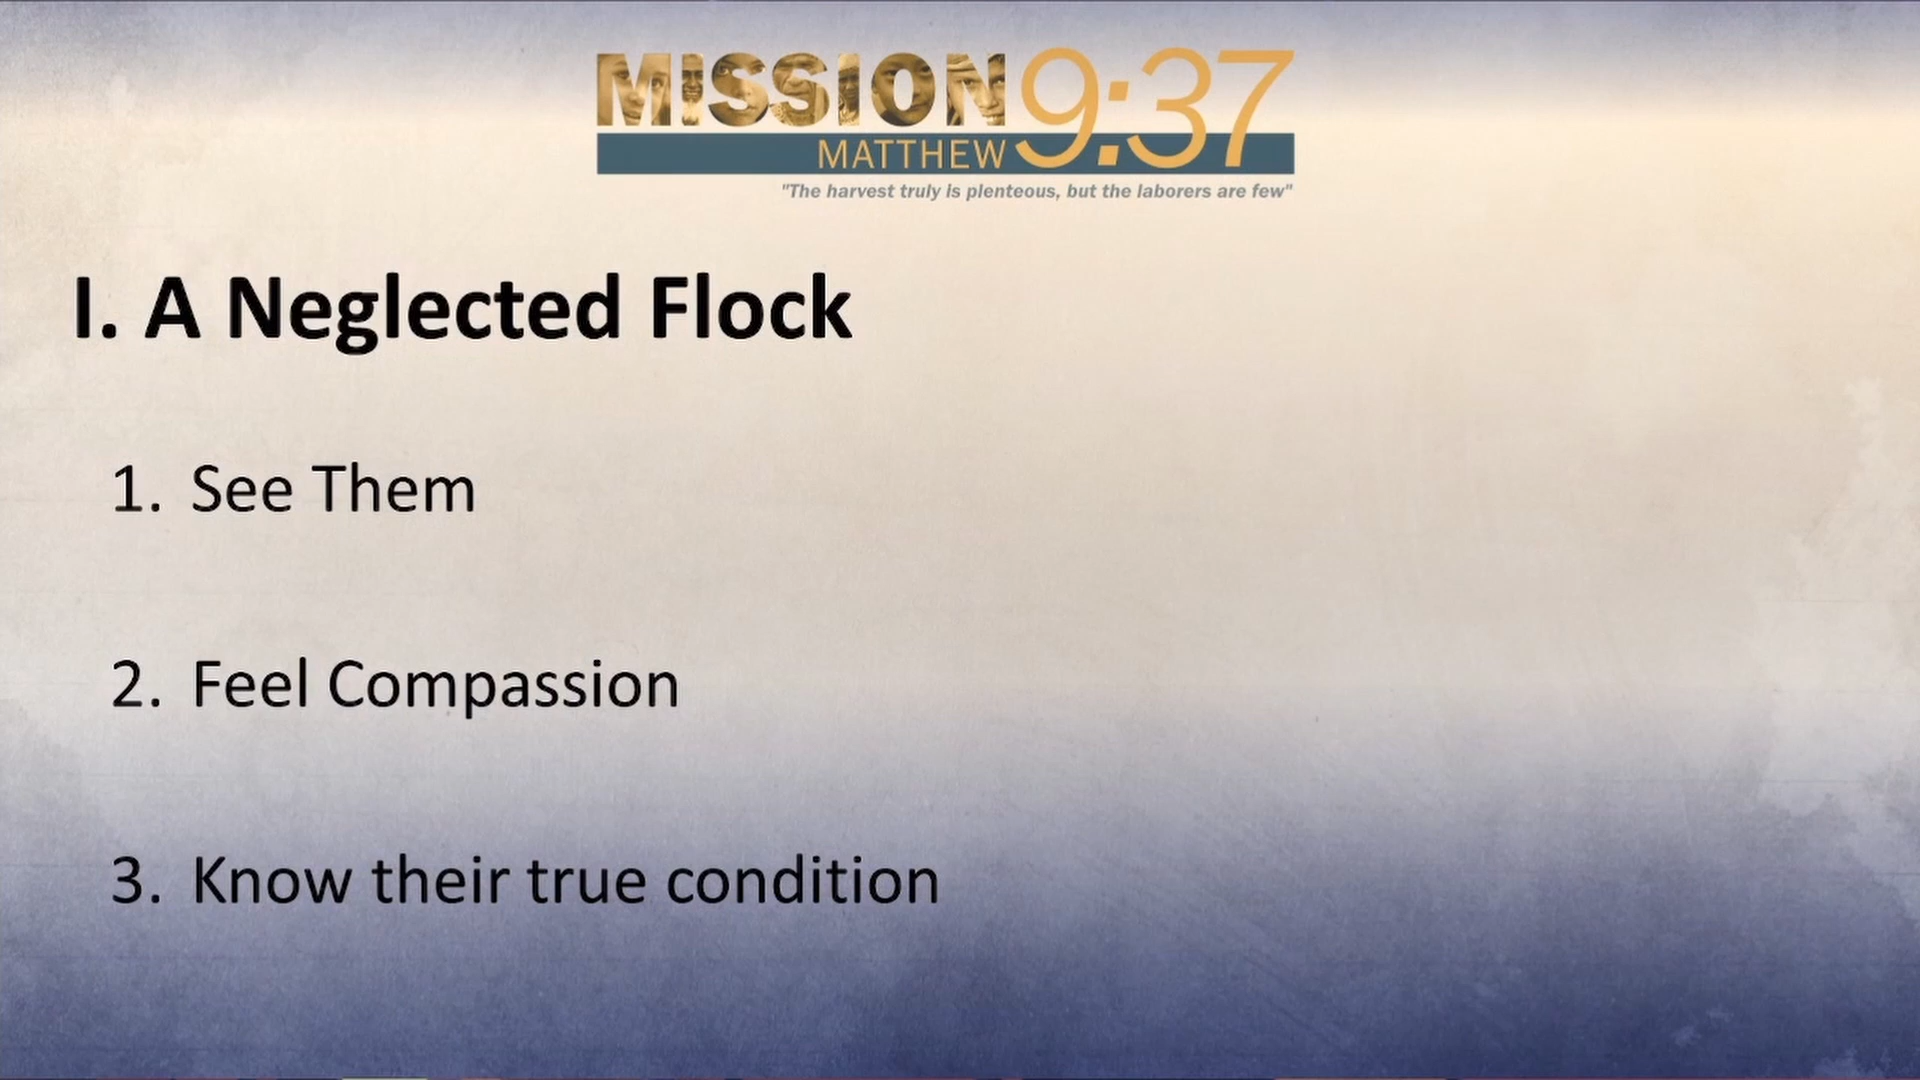 MISSION 9:37
MATTHEW
"The harvest truly is plenteous, but the laborers are few"
I. A Neglected Flock
1. See Them
2. Feel Compassion
3. Know their true condition